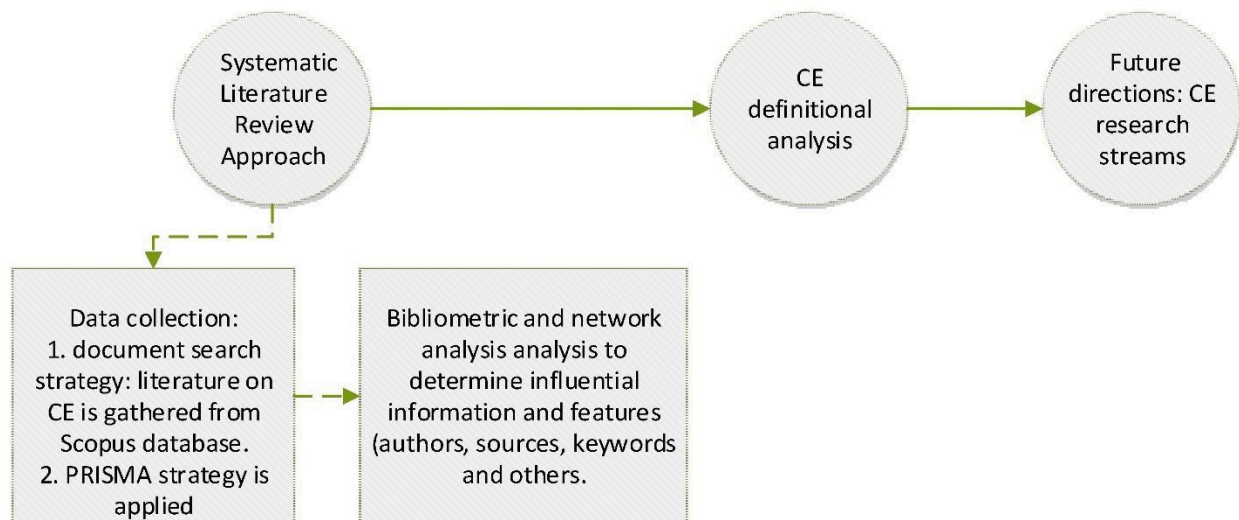 Systematic
Literature
Review
Approach
CE
definitional
analysis
Future
directions: CE
research
streams
Data collection:
1. document search
strategy: literature on
CE is gathered from
Scopus database.
2. PRISMA strategy is
applied
Bibliometric and network
analysis analysis to
determine influential
information and features
(authors, sources, keywords
and others.